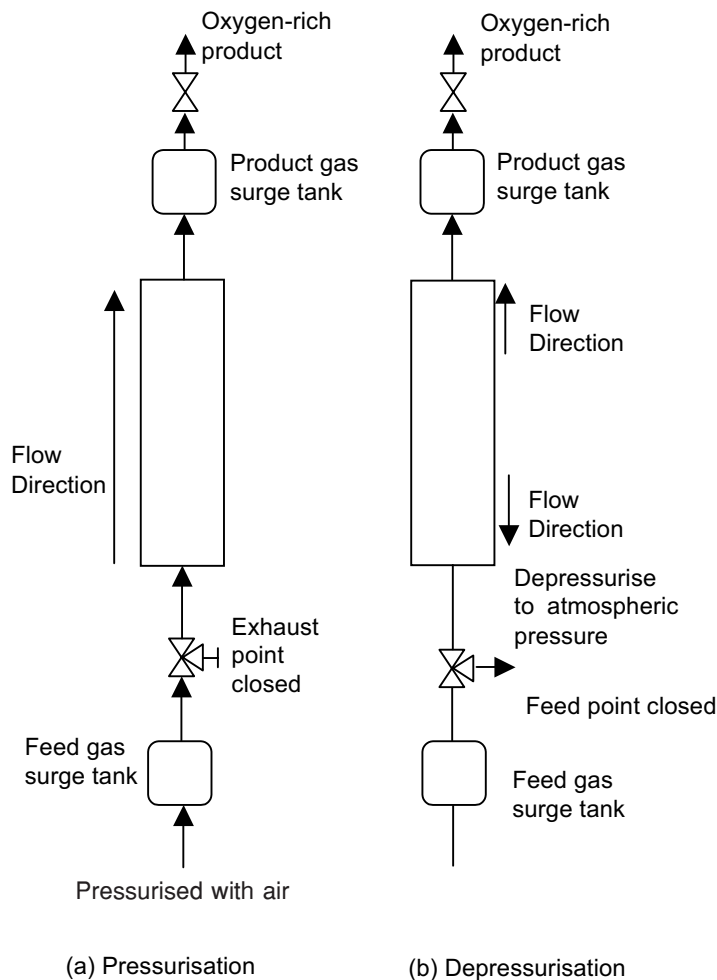 Oxygen-rich
product
Product gas
surge tank
Flow
Direction
Exhaust
point
closed
Feed gas
surge tank
Pressurised with air
(a) Pressurisation
Oxygen-rich
product
Product gas
surge tank
Flow
Direction
Flow
Direction
Depressurise
to atmospheric
pressure
Feed point closed
Feed gas
surge tank
(b) Depressurisation